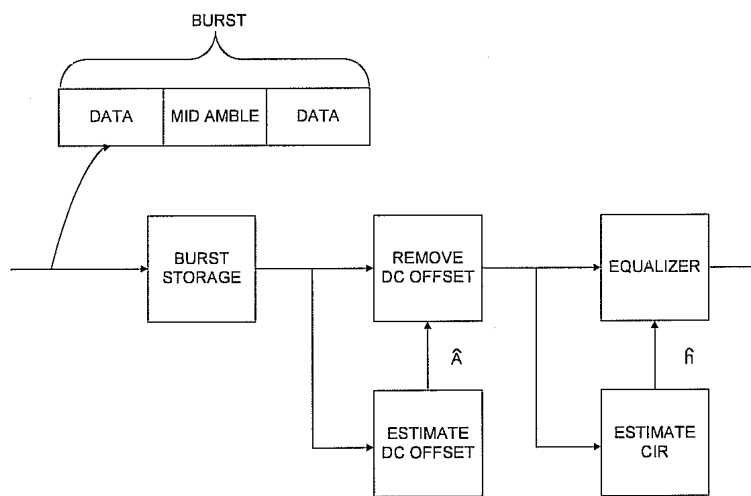 BURST
DATA MID AMBLE DATA
BURST
STORAGE
REMOVE
DC OFFSET
EQUALIZER
Â
ĥ
ESTIMATE
DC OFFSET
ESTIMATE
CIR